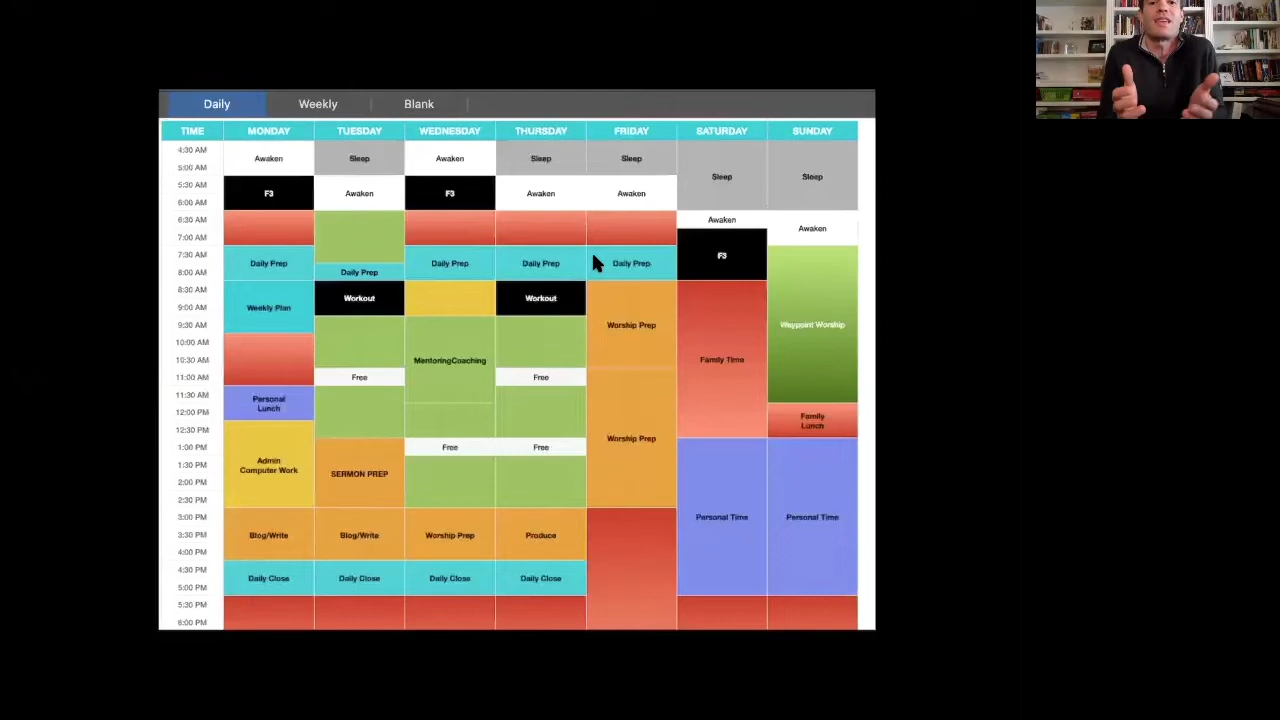 Daily Weekly Blank
TIME MONDAY TUESDAY WEDNESDAY THURSDAY FRIDAY SATURDAY SUNDAY
4:30 AM
Awaken Sleep Awaken Sleep Sleep
5:00 AM
Sleep Sleep
5:30 AM
F3 Awaken F3 Awaken Awaken
6:00 AM
6:30 AM Awaken
Awaken
7:00 AM
7:30 AM F3
Daily Prep Daily Prep Daily Prep Daily Prep
8:00 AM Daily Prep
8:30 AM
Workout Workout
9:00 AM Weekly Plan
9:30 AM Worship Prep Waypoint Worship
10:00 AM
10:30 AM MentoringCoaching Family Time
11:00 AM Free Free
11:30 AM Personal
12:00 PM Lunch Family
12:30 PM Lunch
Worship Prep
1:00 PM Free Free
1:30 PM Admin
Computer Work SERMON PREP
2:00 PM
2:30 PM
3:00 PM Personal Time Personal Time
3:30 PM Blog/Write Blog/Write Worship Prep Produce
4:00 PM
4:30 PM
Daily Close Daily Close Daily Close Daily Close
5:00 PM
5:30 PM
6:00 PM